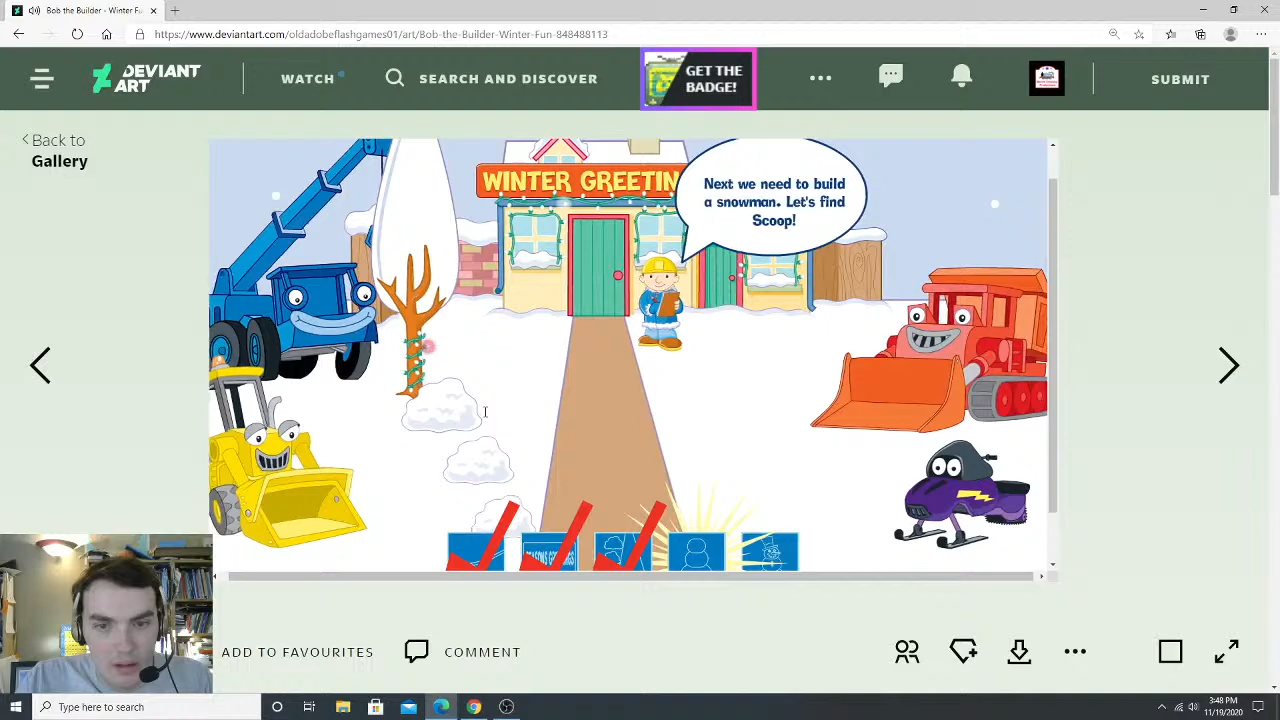 Bob the Builder - Winter Fu
https://www.deviantart.com/oldadobeflashgames01/art/Bob-the-Builder-Winter-Fun-848488113
DEVIANT
ART
WATCH
SEARCH AND DISCOVER
GET THE
BADGE!
SUBMIT
Back to
Gallery
WINTER GREETIN
Next we need to build
a snowman. Let's find
Scoop!
ADD TO FAVOURITES
COMMENT
Type here to search
3:48 PM
11/19/2020